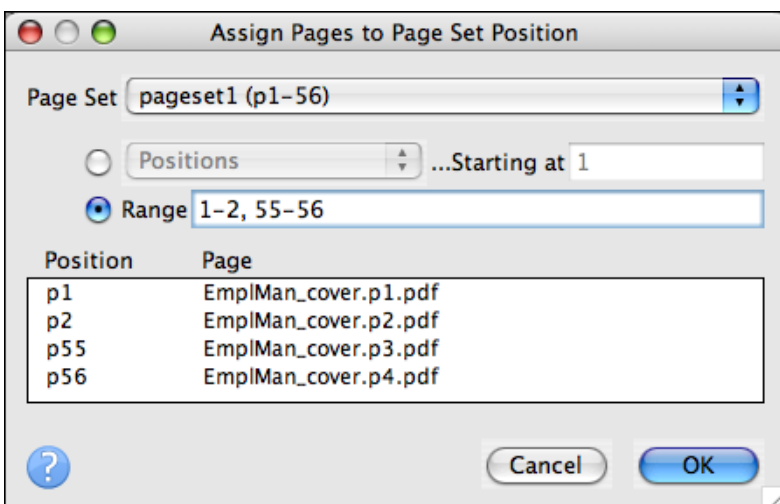 Assign Pages to Page Set Position
Page Set pageset1 (p1-56)
Positions ...Starting at 1
Range 1-2, 55-56
Position Page
p1 EmplMan_cover.p1.pdf
p2 EmplMan_cover.p2.pdf
p55 EmplMan_cover.p3.pdf
p56 EmplMan_cover.p4.pdf
? Cancel OK